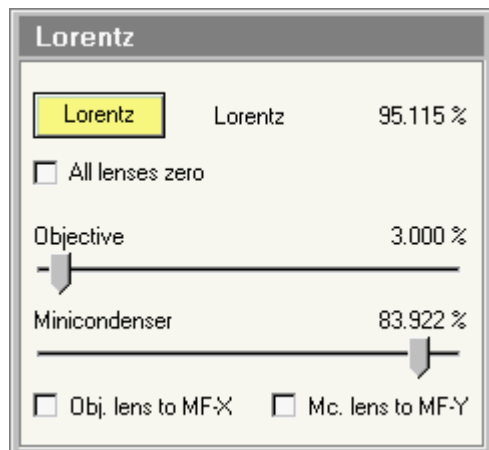 Lorentz
Lorentz Lorentz 95.115 %
All lenses zero
Objective 3.000 %
Minicondenser 83.922 %
Obj. lens to MF-X Mc. lens to MF-Y